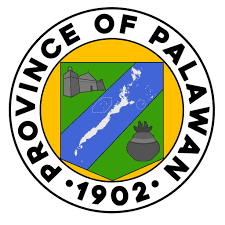 PROVINCE OF PALAWAN
• 1902 •